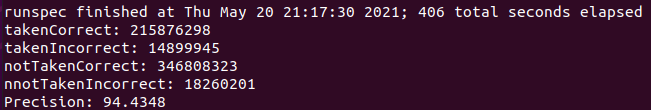 runspec finished at Thu May 20 21:17:30 2021; 406 total seconds elapsed
takenCorrect: 215876298
takenIncorrect: 14899945
notTakenCorrect: 346808323
nnotTakenIncorrect: 18260201
Precision: 94.4348